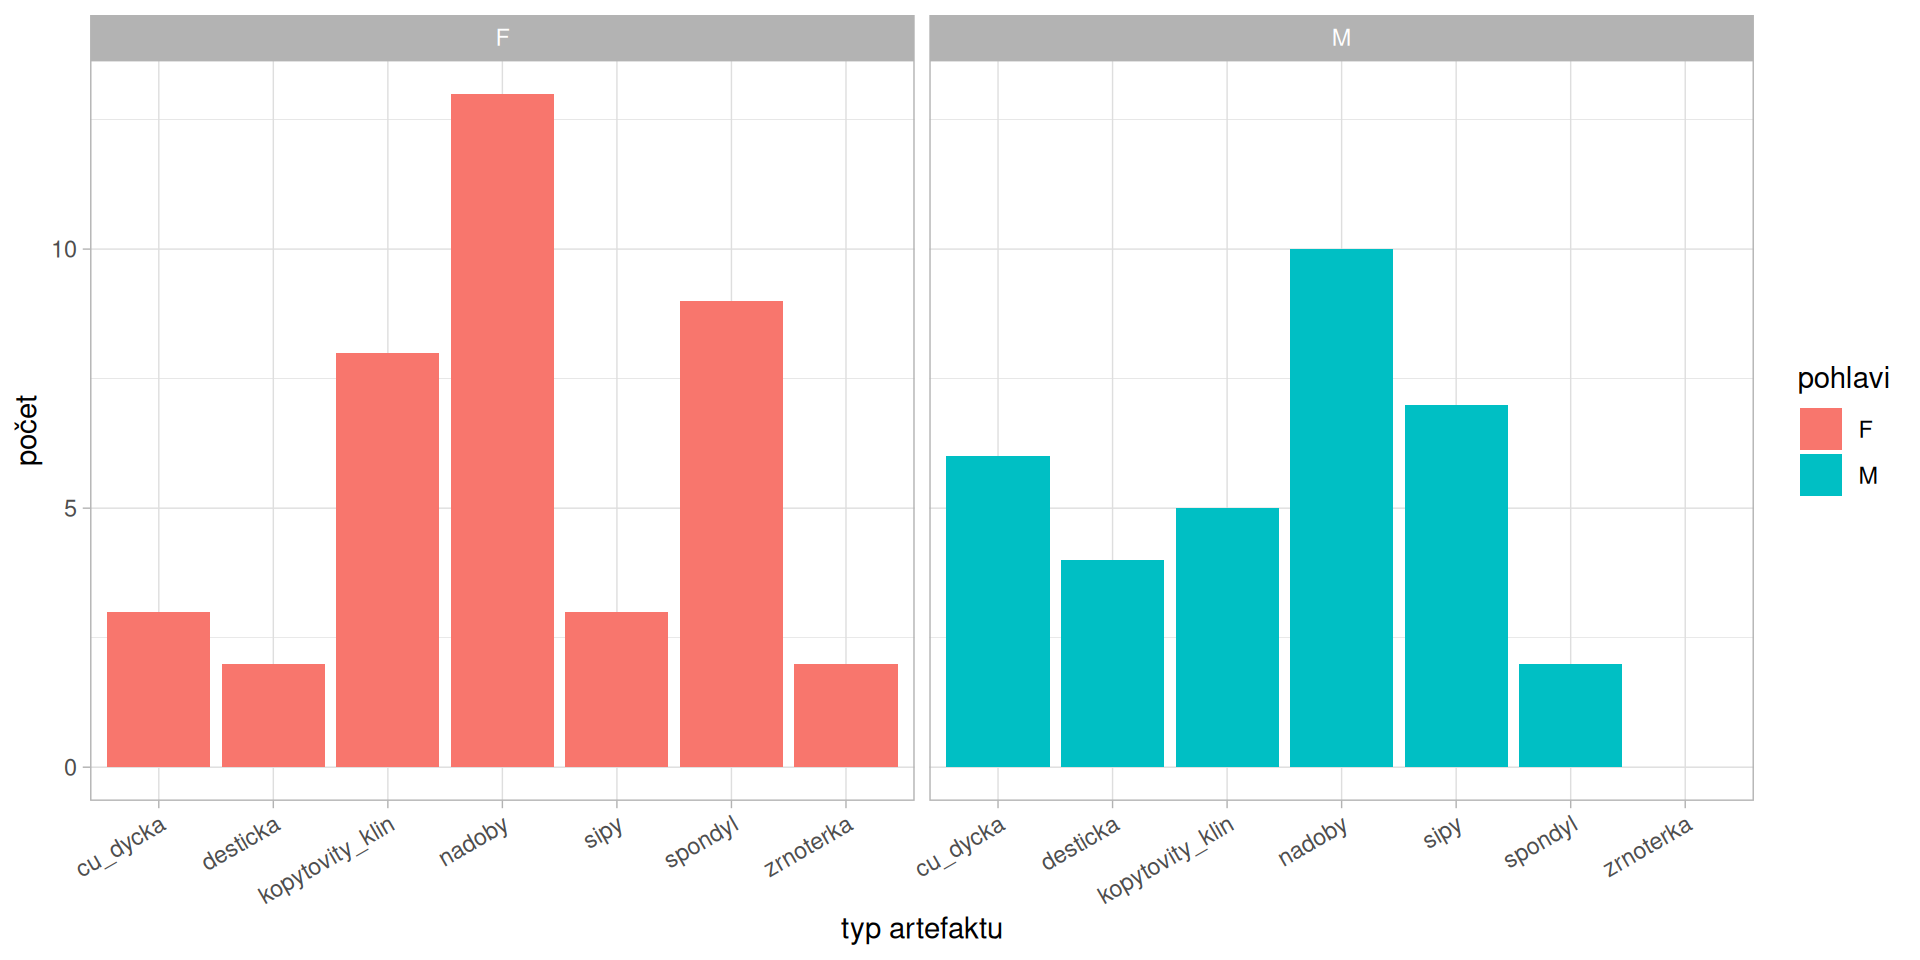 F
M
počet
10
5
0
cu_dycka
desticka
kopytovity_klin
nadoby
sipy
spondyl
zrnoterka
cu_dycka
desticka
kopytovity_klin
nadoby
sipy
spondyl
zrnoterka
typ artefaktu
pohlavi
F
M